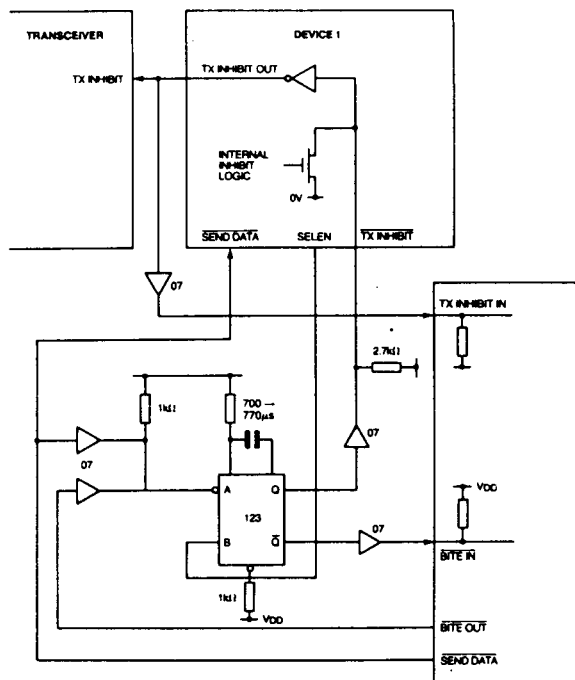 TRANSCEIVER
DEVICE 1
TX INHIBIT
TX INHIBIT OUT
INTERNAL
INHIBIT
LOGIC
0V
SEND DATA
SELEN
TX INHIBIT
07
TX INHIBIT IN
2.7kΩ
1kΩ
700 →
770µs
07
07
A
Q
123
VDD
B
Q
07
BITE IN
1kΩ
VDD
BITE OUT
SEND DATA